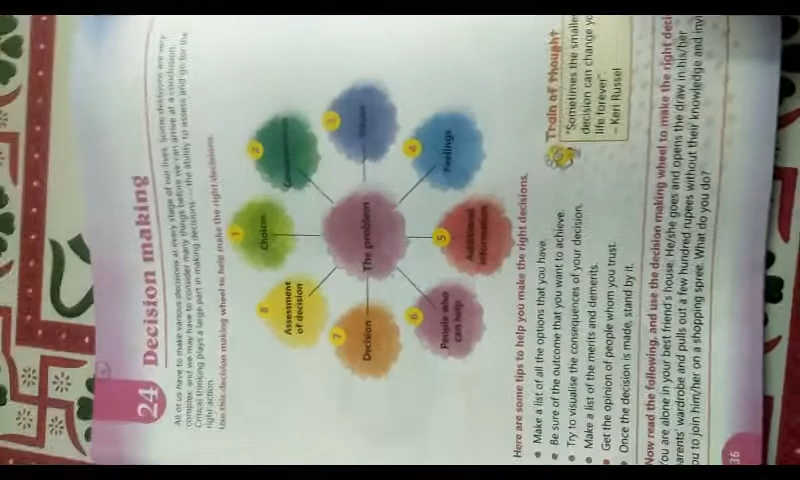 24 Decision making
All of us have to make various decisions at every stage of our lives. Some decisions are very
complex and we may have to consider many things before we can arrive at a conclusion.
Critical thinking plays a large part in making decisions — the ability to assess and go for the
right action.
Use this decision making wheel to help make the right decisions.
1
Choices
2
3
4
Feelings
5
Additional
information
6
People who
can help
7
Decision
8
Assessment
of decision
The problem
Here are some tips to help you make the right decisions.
Make a list of all the options that you have.
Be sure of the outcome that you want to achieve.
Try to visualise the consequences of your decision.
Make a list of the merits and demerits.
Get the opinion of people whom you trust.
Once the decision is made, stand by it.
Train of thought
"Sometimes the smalle
decision can change yo
life forever".
– Keri Russel
Now read the following, and use the decision making wheel to make the right deci
You are alone in your best friend's house. He/she goes and opens the draw in his/her
arents' wardrobe and pulls out a few hundred rupees without their knowledge and invi
ou to join him/her on a shopping spree. What do you do?
36